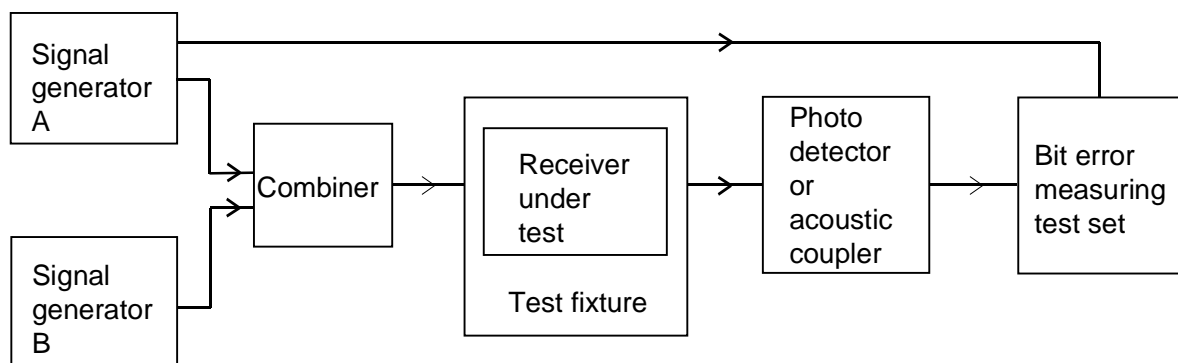 Signal
generator
A
Combiner
Signal
generator
B
Receiver
under
test
Test fixture
Photo
detector
or
acoustic
coupler
Bit error
measuring
test set